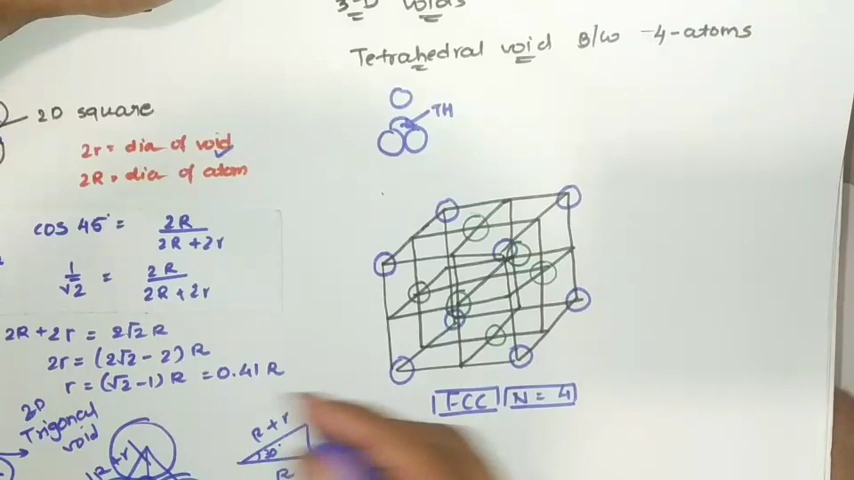 3-D voids
Tetrahedral void B/w -4-atoms
TH
2D square
2r = dia of void
2R = dia of atom
cos 45° = 2R / 2R + 2r
1/√2 = 2R / 2R + 2r
2R + 2r = 2√2 R
2r = (2√2 - 2) R
r = (√2 - 1) R = 0.41 R
2D
Trigonal
void
R + r
R + r
30°
R
FCC N = 4